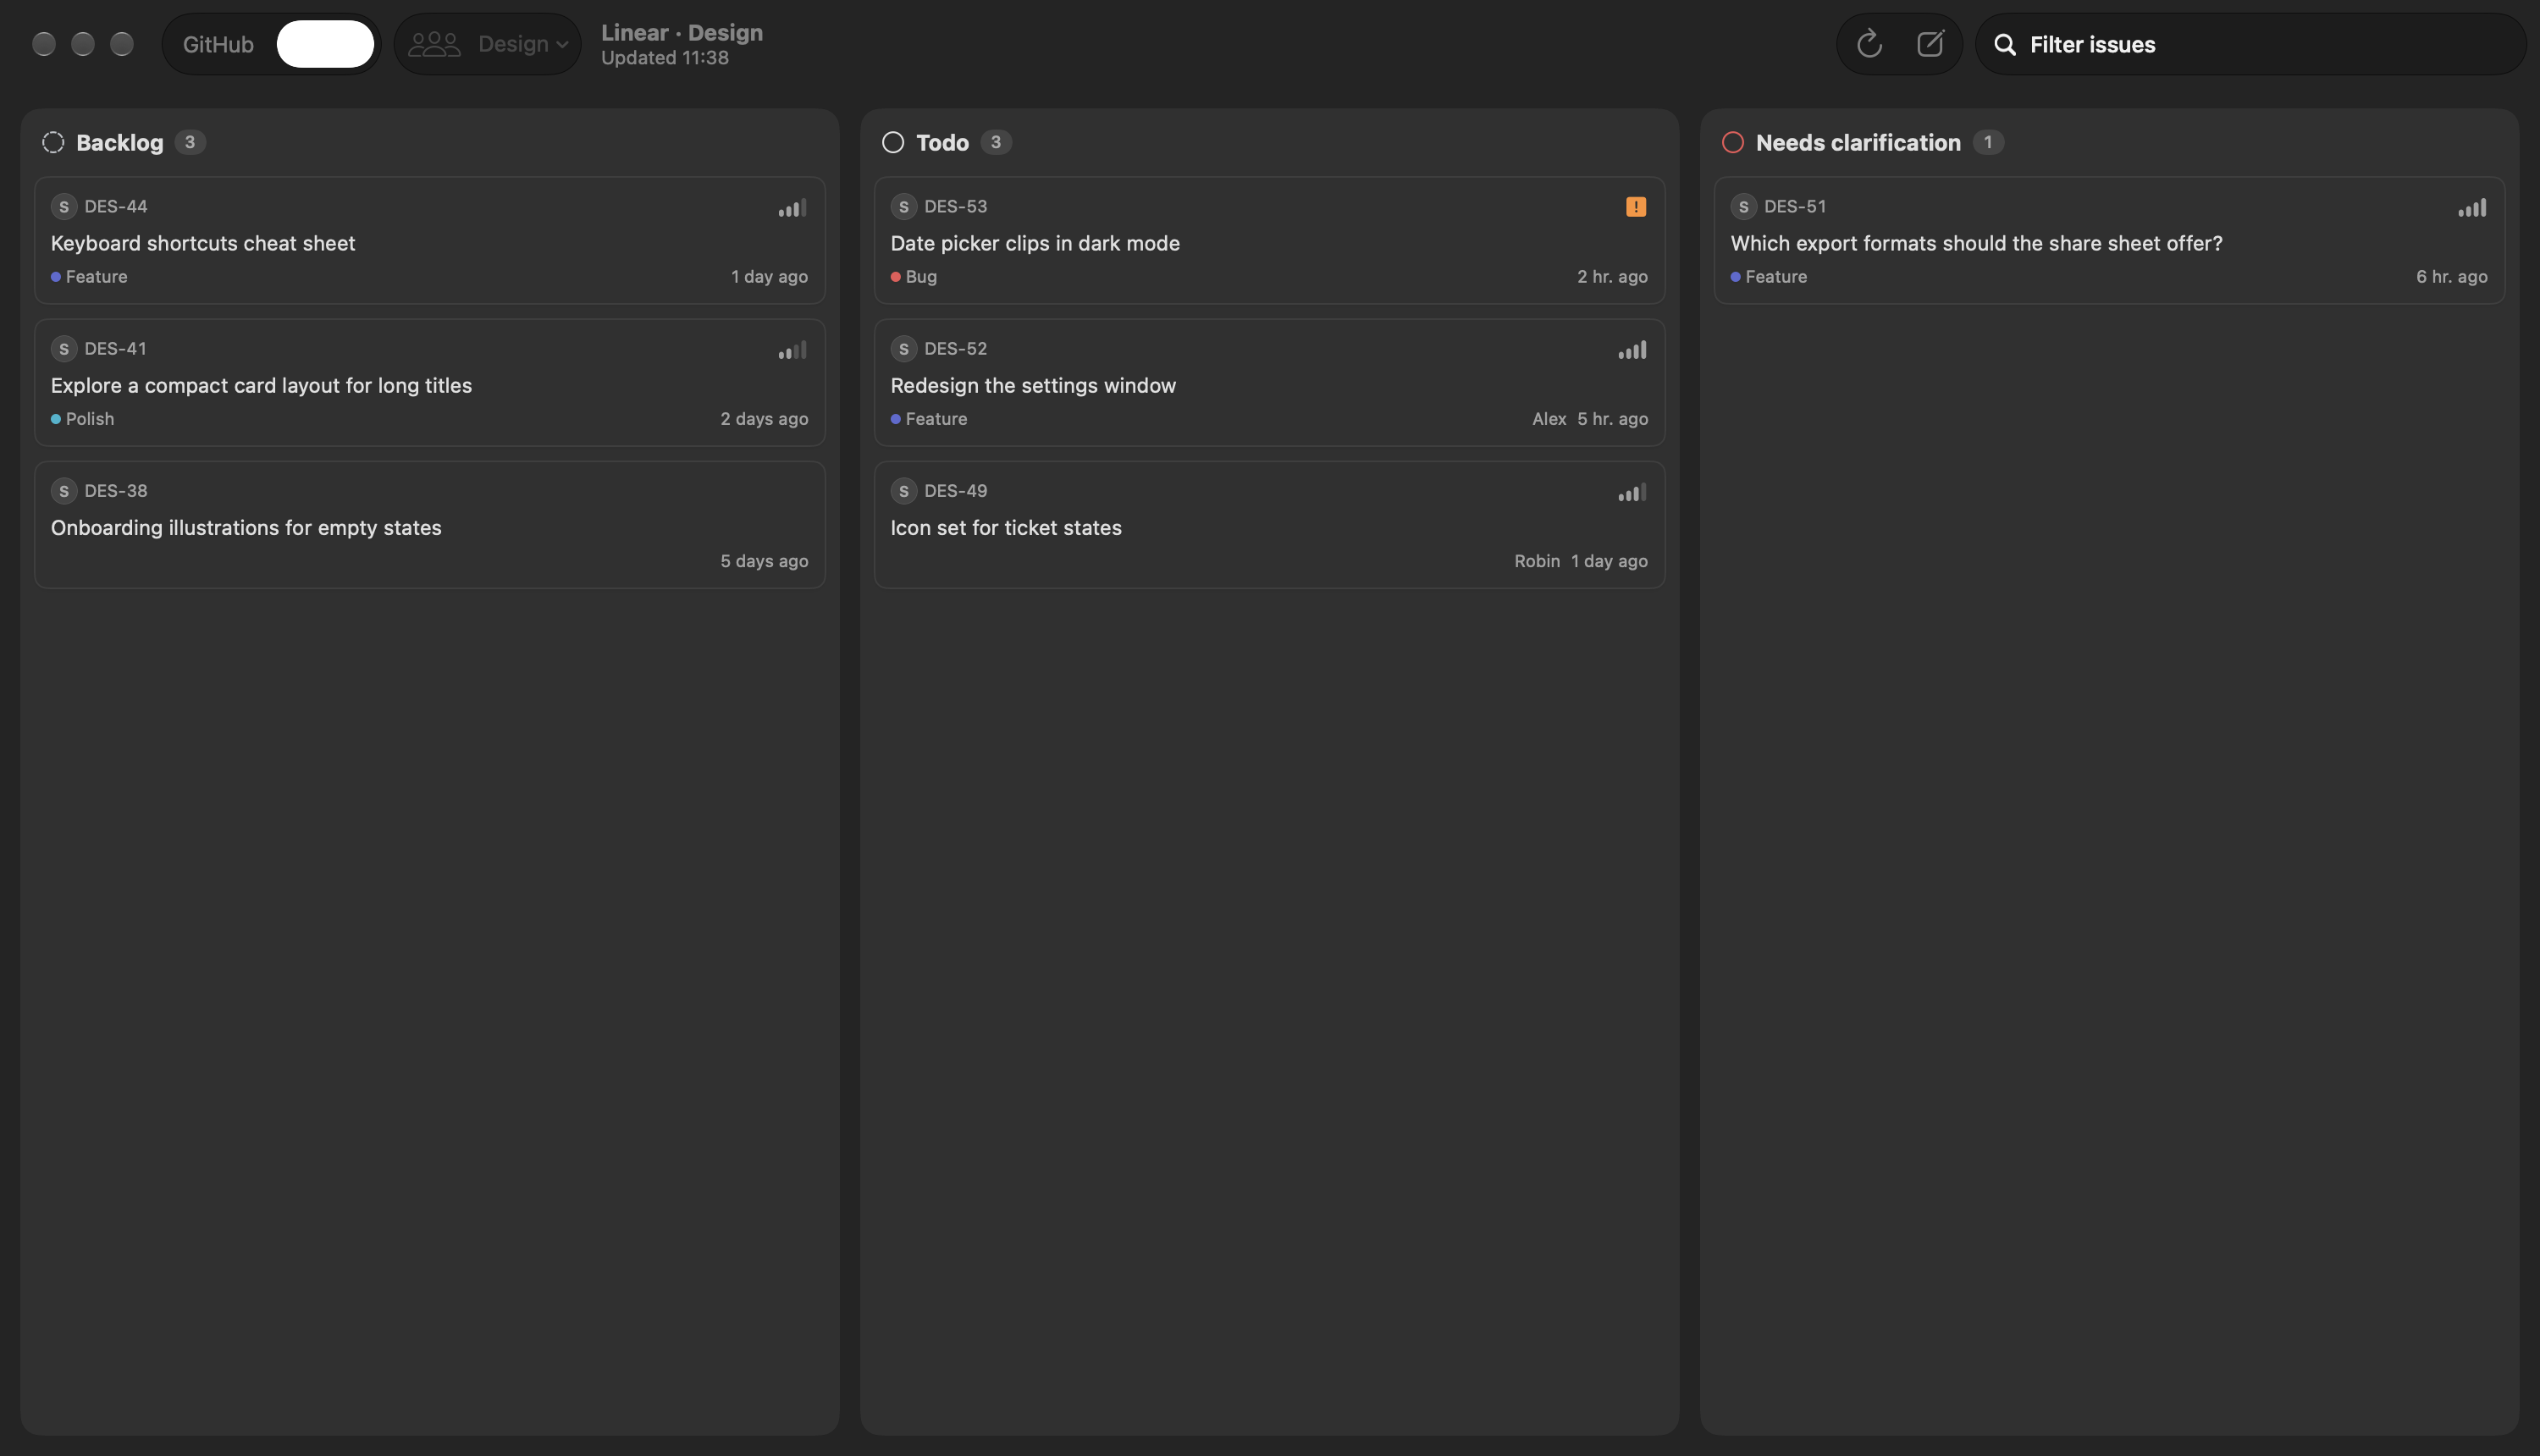 GitHub
Design
Linear · Design
Updated 11:38
Filter issues
Backlog 3
S DES-44
Keyboard shortcuts cheat sheet
Feature 1 day ago
S DES-41
Explore a compact card layout for long titles
Polish 2 days ago
S DES-38
Onboarding illustrations for empty states
5 days ago
Todo 3
S DES-53
!
Date picker clips in dark mode
Bug 2 hr. ago
S DES-52
Redesign the settings window
Feature Alex 5 hr. ago
S DES-49
Icon set for ticket states
Robin 1 day ago
Needs clarification 1
S DES-51
Which export formats should the share sheet offer?
Feature 6 hr. ago